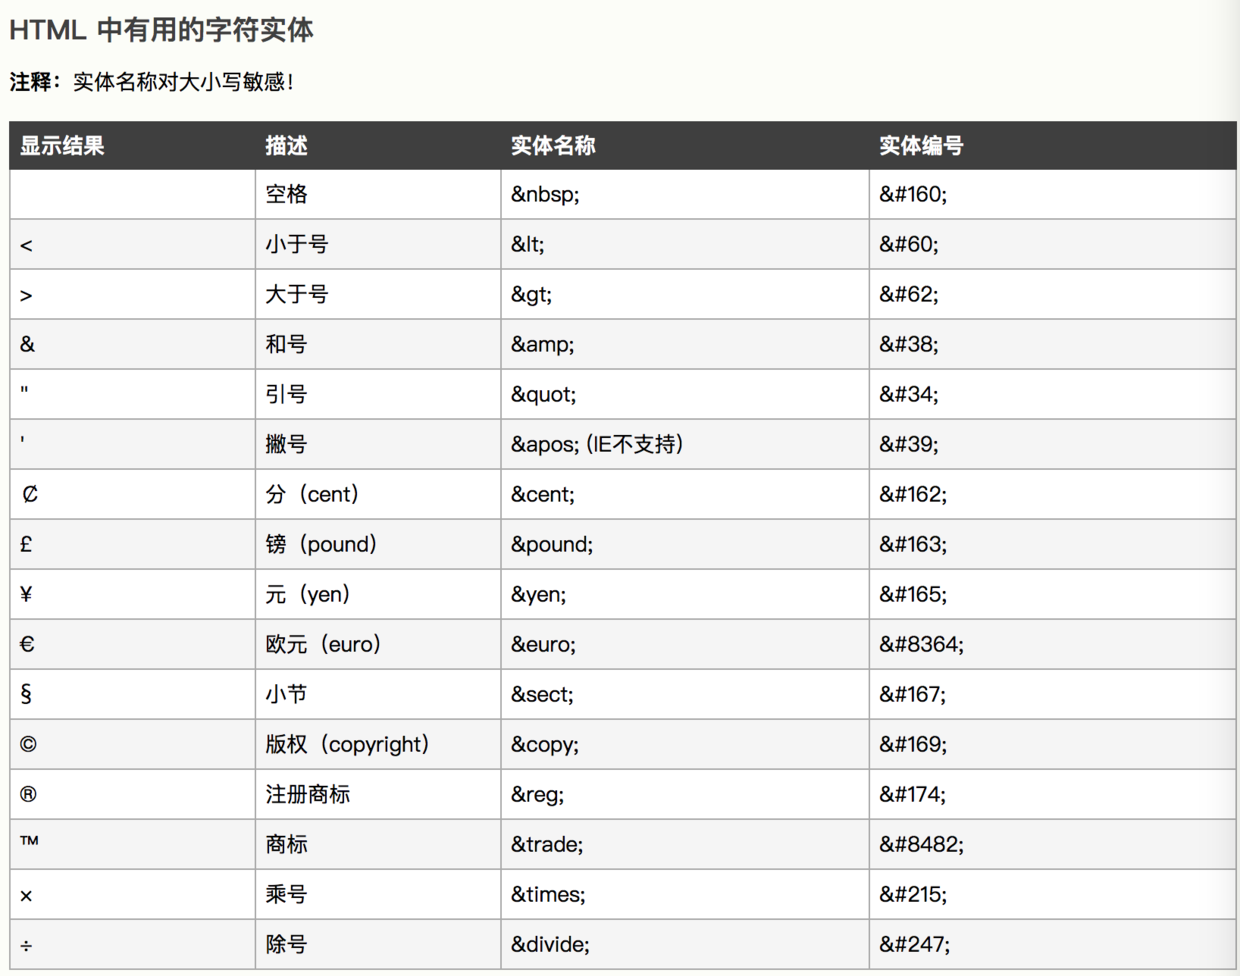 HTML 中有用的字符实体
注释：实体名称对大小写敏感！
显示结果 描述 实体名称 实体编号
空格 &nbsp; &#160;
< 小于号 &lt; &#60;
> 大于号 &gt; &#62;
& 和号 &amp; &#38;
" 引号 &quot; &#34;
' 撇号 &apos; (IE不支持) &#39;
₡ 分（cent） &cent; &#162;
£ 镑（pound） &pound; &#163;
¥ 元（yen） &yen; &#165;
€ 欧元（euro） &euro; &#8364;
§ 小节 &sect; &#167;
© 版权（copyright） &copy; &#169;
® 注册商标 &reg; &#174;
™ 商标 &trade; &#8482;
× 乘号 &times; &#215;
÷ 除号 &divide; &#247;